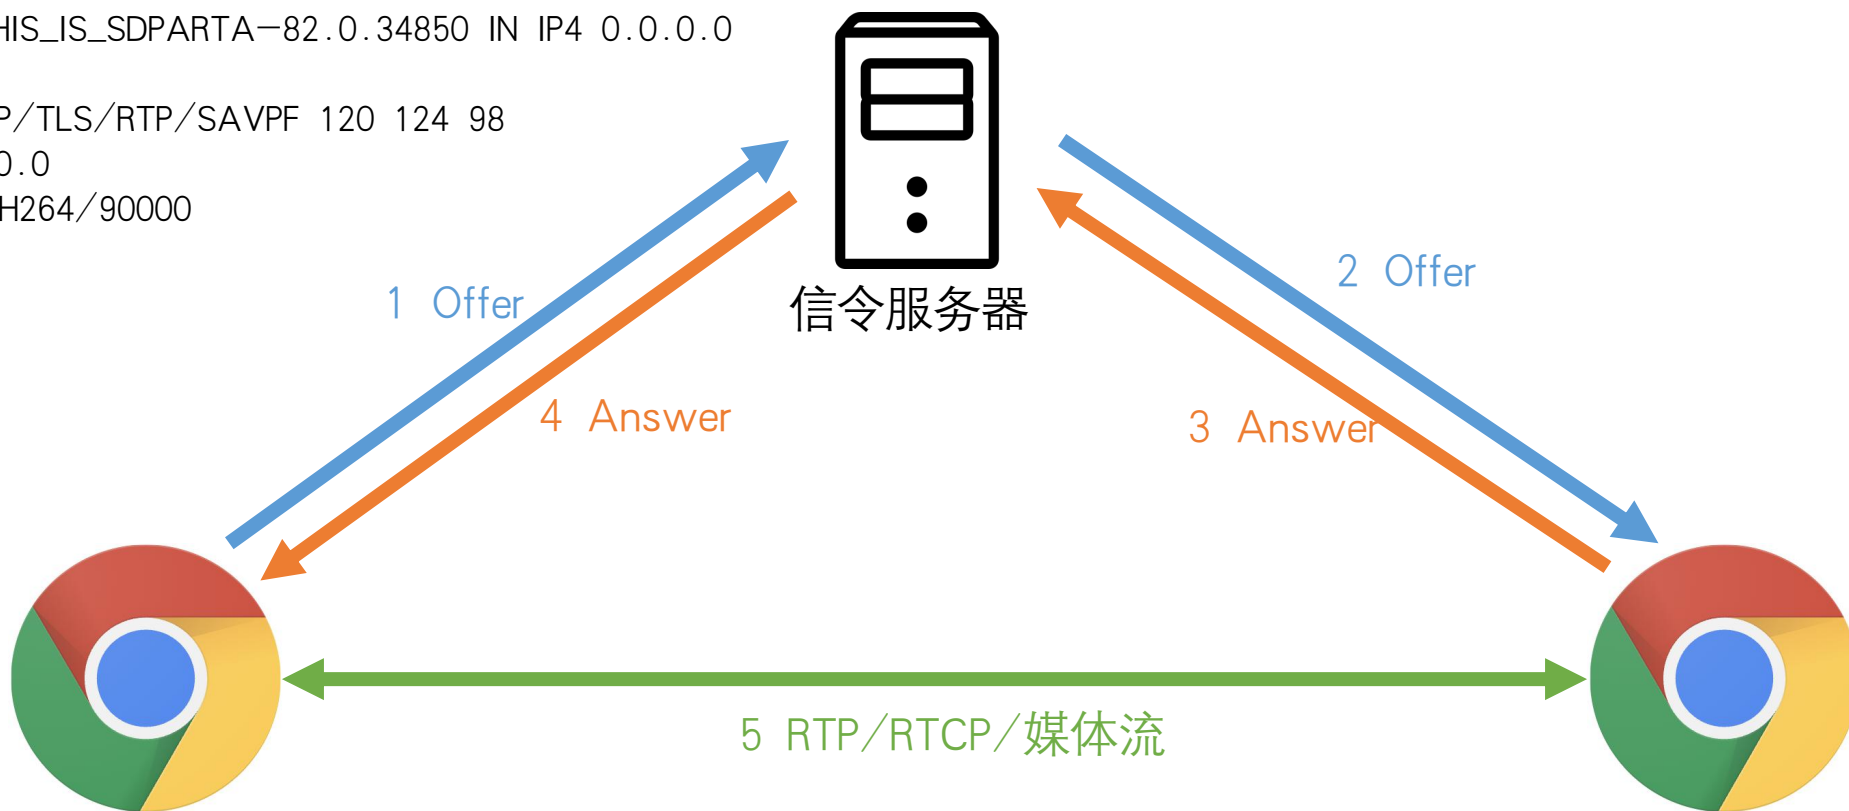 HIS_IS_SDPARTA-82.0.34850 IN IP4 0.0.0.0
P/TLS/RTP/SAVPF 120 124 98
0.0
H264/90000
1 Offer
2 Offer
信令服务器
4 Answer
3 Answer
5 RTP/RTCP/媒体流